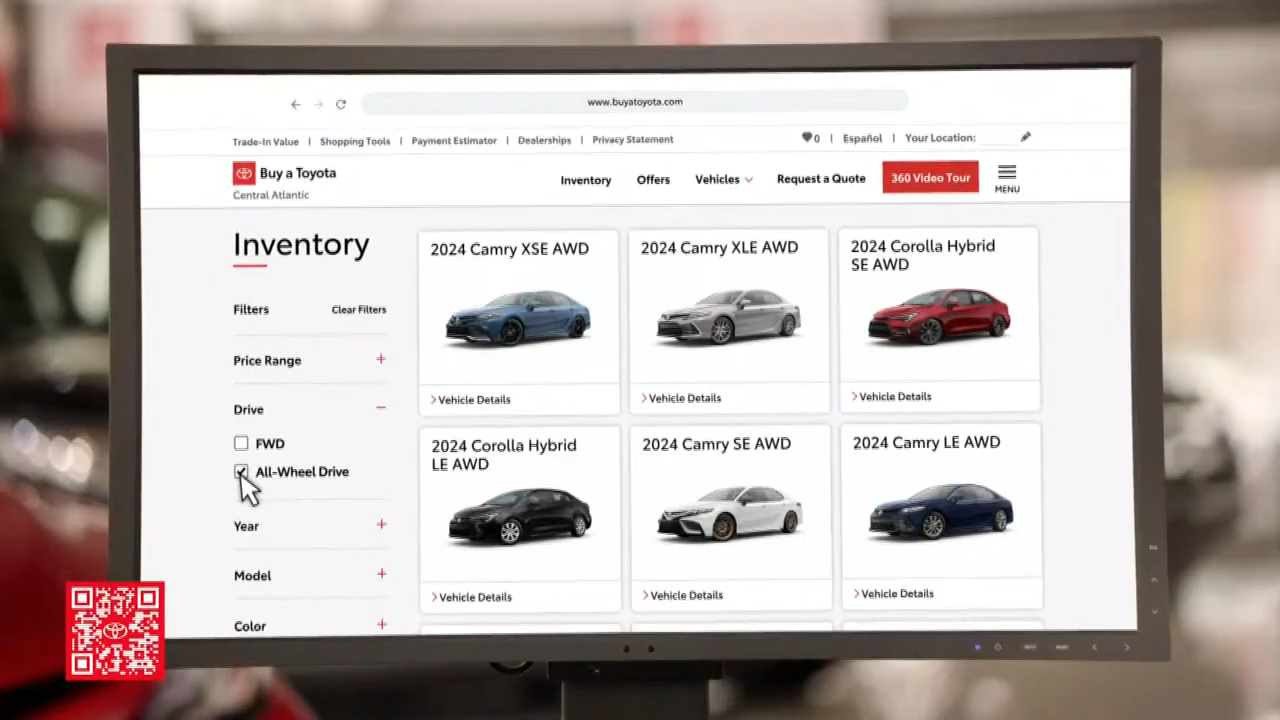 www.buyatoyota.com
Trade-In Value | Shopping Tools | Payment Estimator | Dealerships | Privacy Statement
0 | Español | Your Location:
Buy a Toyota
Central Atlantic
Inventory Offers Vehicles Request a Quote 360 Video Tour MENU
Inventory
Filters Clear Filters
Price Range +
Drive −
FWD
All-Wheel Drive
Year +
Model +
Color +
2024 Camry XSE AWD
Vehicle Details
2024 Camry XLE AWD
Vehicle Details
2024 Corolla Hybrid
SE AWD
Vehicle Details
2024 Corolla Hybrid
LE AWD
Vehicle Details
2024 Camry SE AWD
Vehicle Details
2024 Camry LE AWD
Vehicle Details